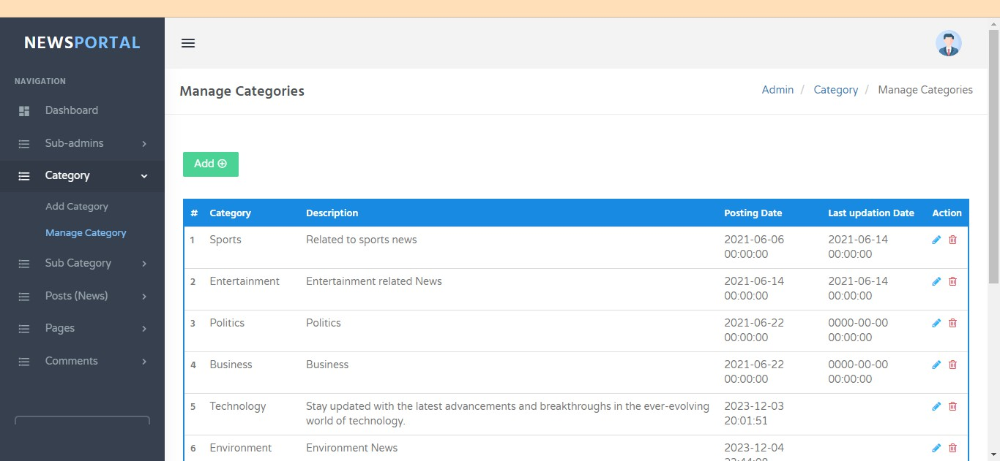 NEWSPORTAL
NAVIGATION
Dashboard
Sub-admins
Category
Add Category
Manage Category
Sub Category
Posts (News)
Pages
Comments
Manage Categories
Admin / Category / Manage Categories
Add
# Category Description Posting Date Last updation Date Action
1 Sports Related to sports news 2021-06-06 2021-06-14
00:00:00 00:00:00
2 Entertainment Entertainment related News 2021-06-14 2021-06-14
00:00:00 00:00:00
3 Politics Politics 2021-06-22 0000-00-00
00:00:00 00:00:00
4 Business Business 2021-06-22 0000-00-00
00:00:00 00:00:00
5 Technology Stay updated with the latest advancements and breakthroughs in the ever-evolving 2023-12-03
world of technology. 20:01:51
6 Environment Environment News 2023-12-04